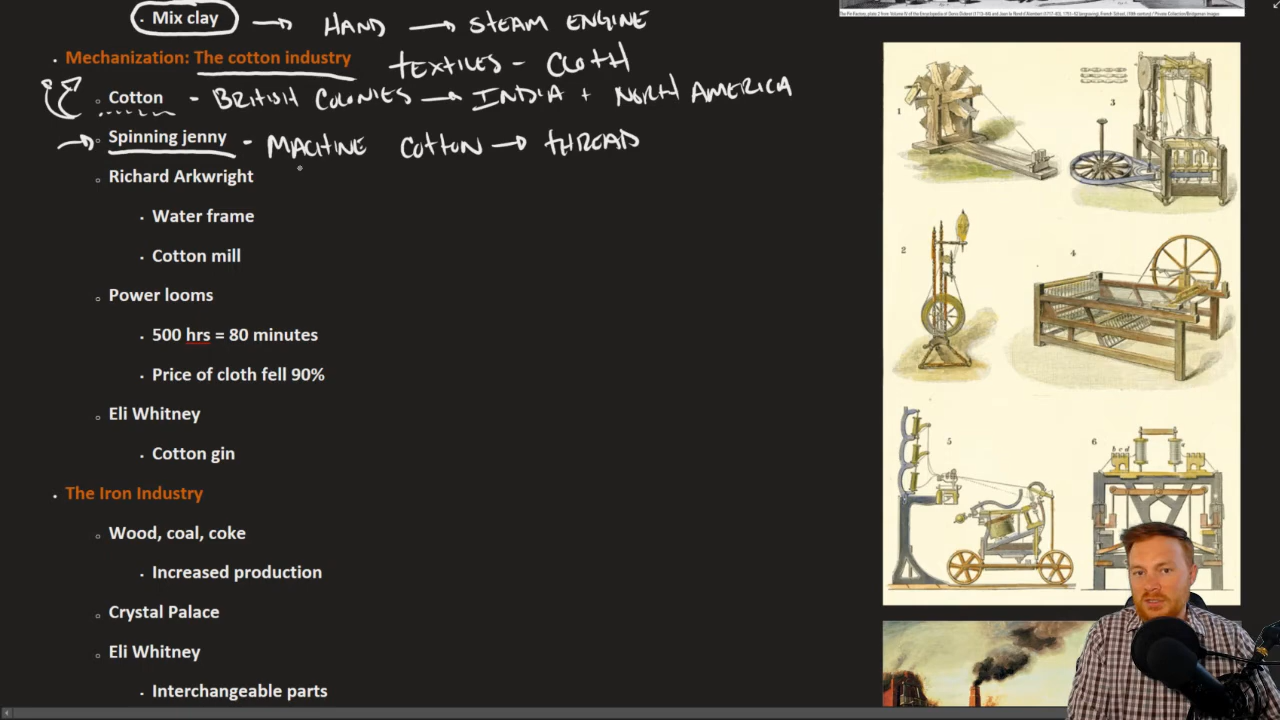 Mix clay → HAND → STEAM ENGINE
Mechanization: The cotton industry TEXTILES - CLOTH
Cotton - BRITISH COLONIES → INDIA + NORTH AMERICA
Spinning jenny - MACHINE COTTON → THREAD
Richard Arkwright
Water frame
Cotton mill
Power looms
500 hrs = 80 minutes
Price of cloth fell 90%
Eli Whitney
Cotton gin
The Iron Industry
Wood, coal, coke
Increased production
Crystal Palace
Eli Whitney
Interchangeable parts
1
3
2
4
5
6